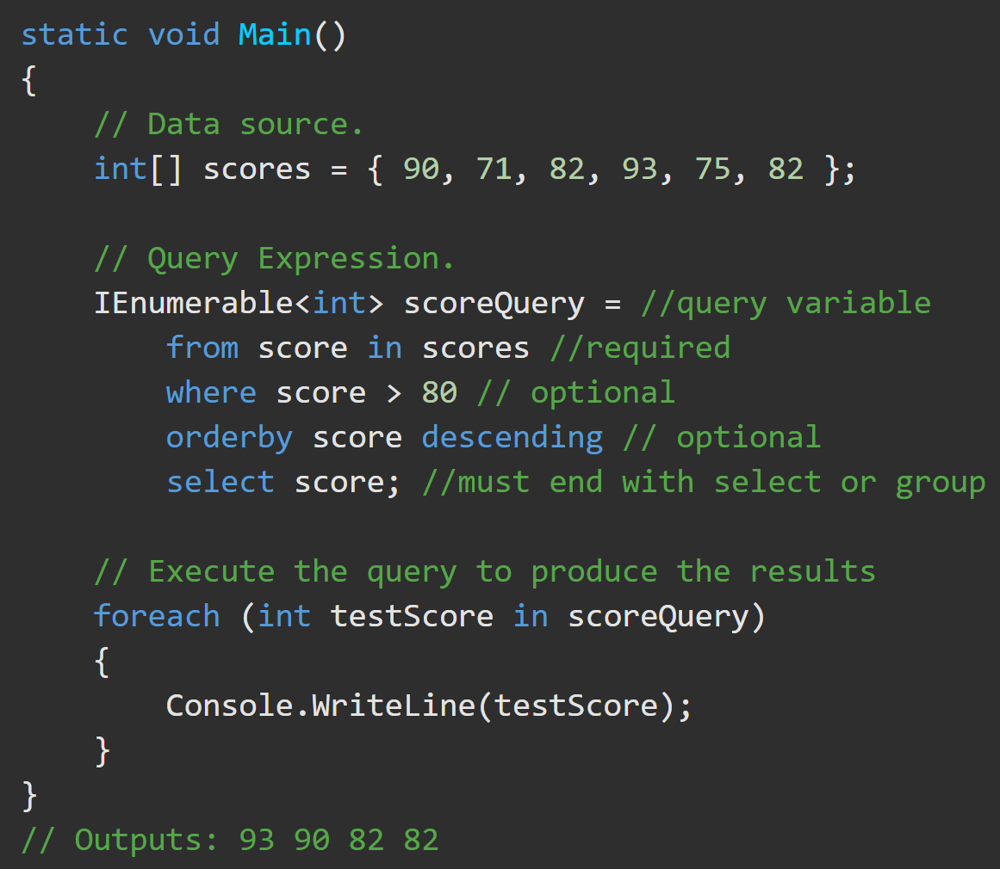 static void Main()
{
    // Data source.
    int[] scores = { 90, 71, 82, 93, 75, 82 };

    // Query Expression.
    IEnumerable<int> scoreQuery = //query variable
        from score in scores //required
        where score > 80 // optional
        orderby score descending // optional
        select score; //must end with select or group

    // Execute the query to produce the results
    foreach (int testScore in scoreQuery)
    {
        Console.WriteLine(testScore);
    }
}
// Outputs: 93 90 82 82